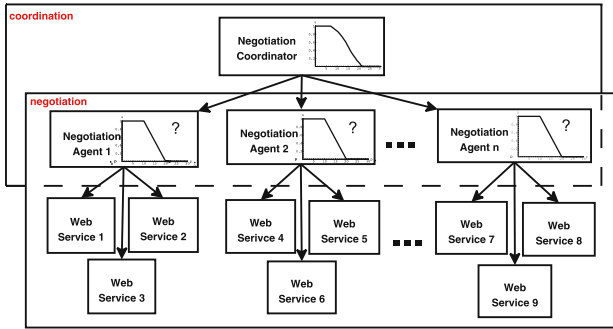 coordination
Negotiation
Coordinator
negotiation
Negotiation
Agent 1
?
Negotiation
Agent 2
?
Negotiation
Agent n
?
Web
Service 1
Web
Service 2
Web
Serivce 4
Web
Service 5
Web
Service 7
Web
Service 8
Web
Service 3
Web
Service 6
Web
Service 9